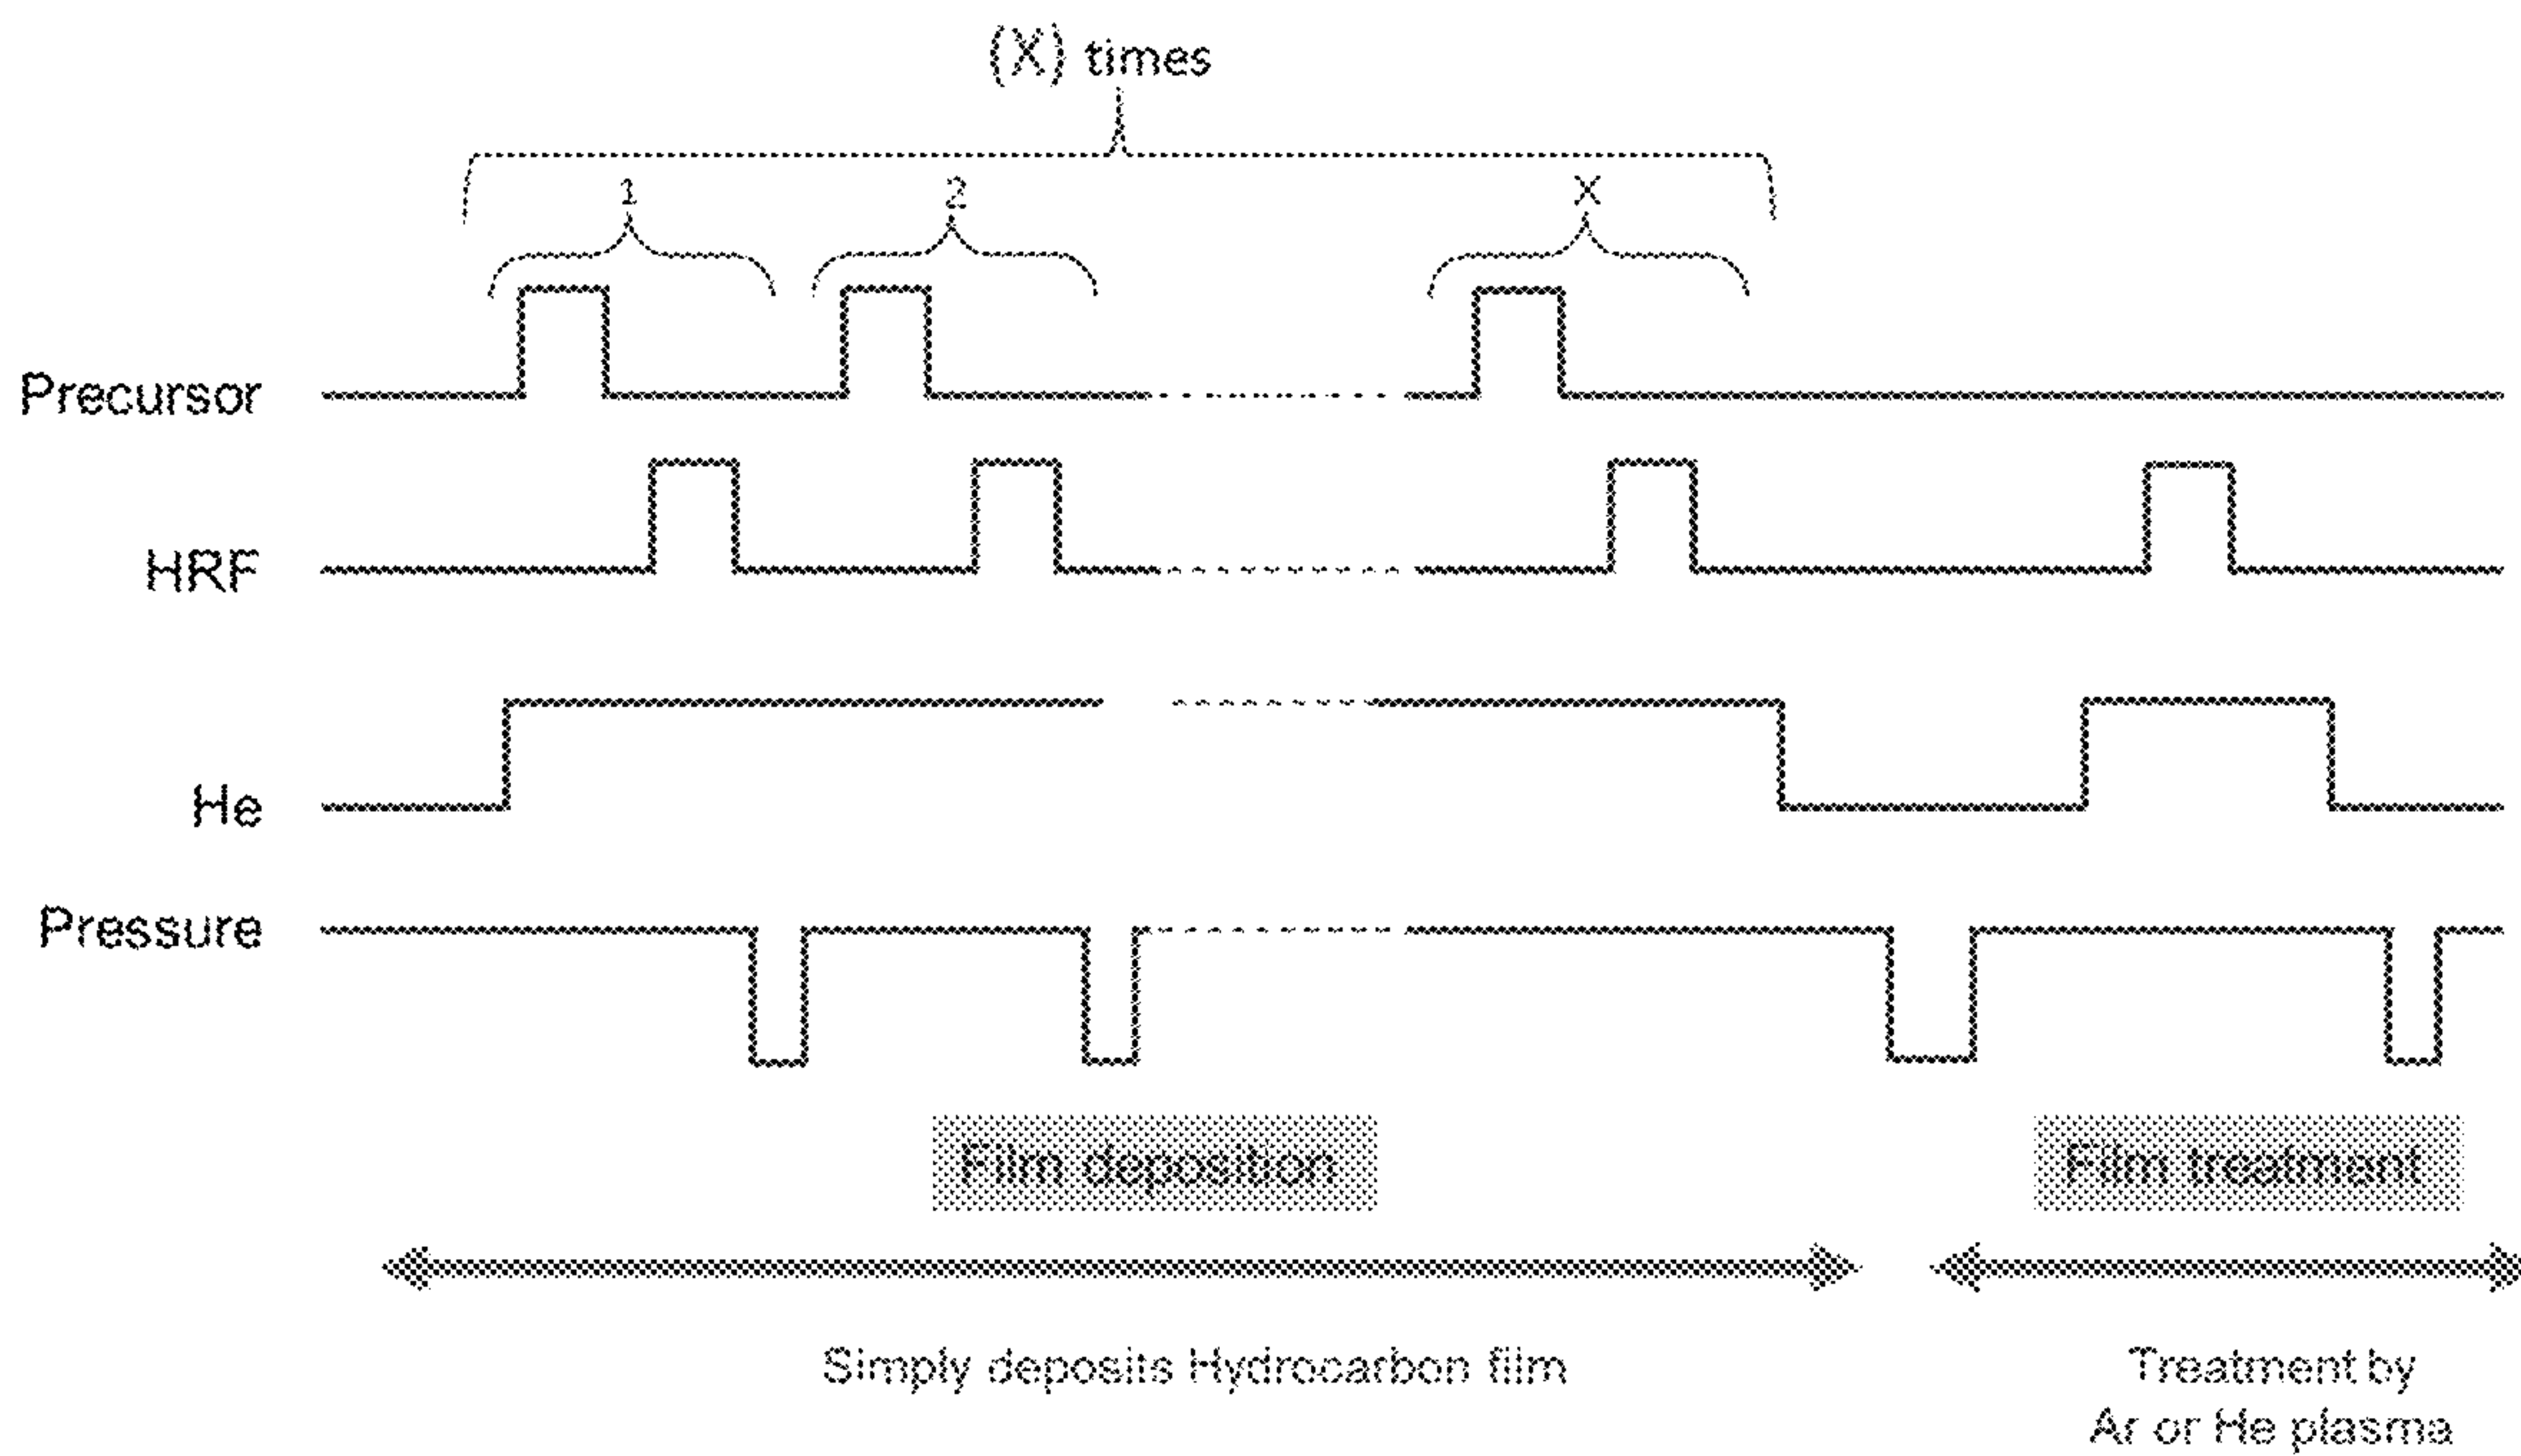 (X) times
1 2 X
Precursor
HRF
He
Pressure
Film deposition Film treatment
Simply deposits Hydrocarbon film
Treatment by
Ar or He plasma